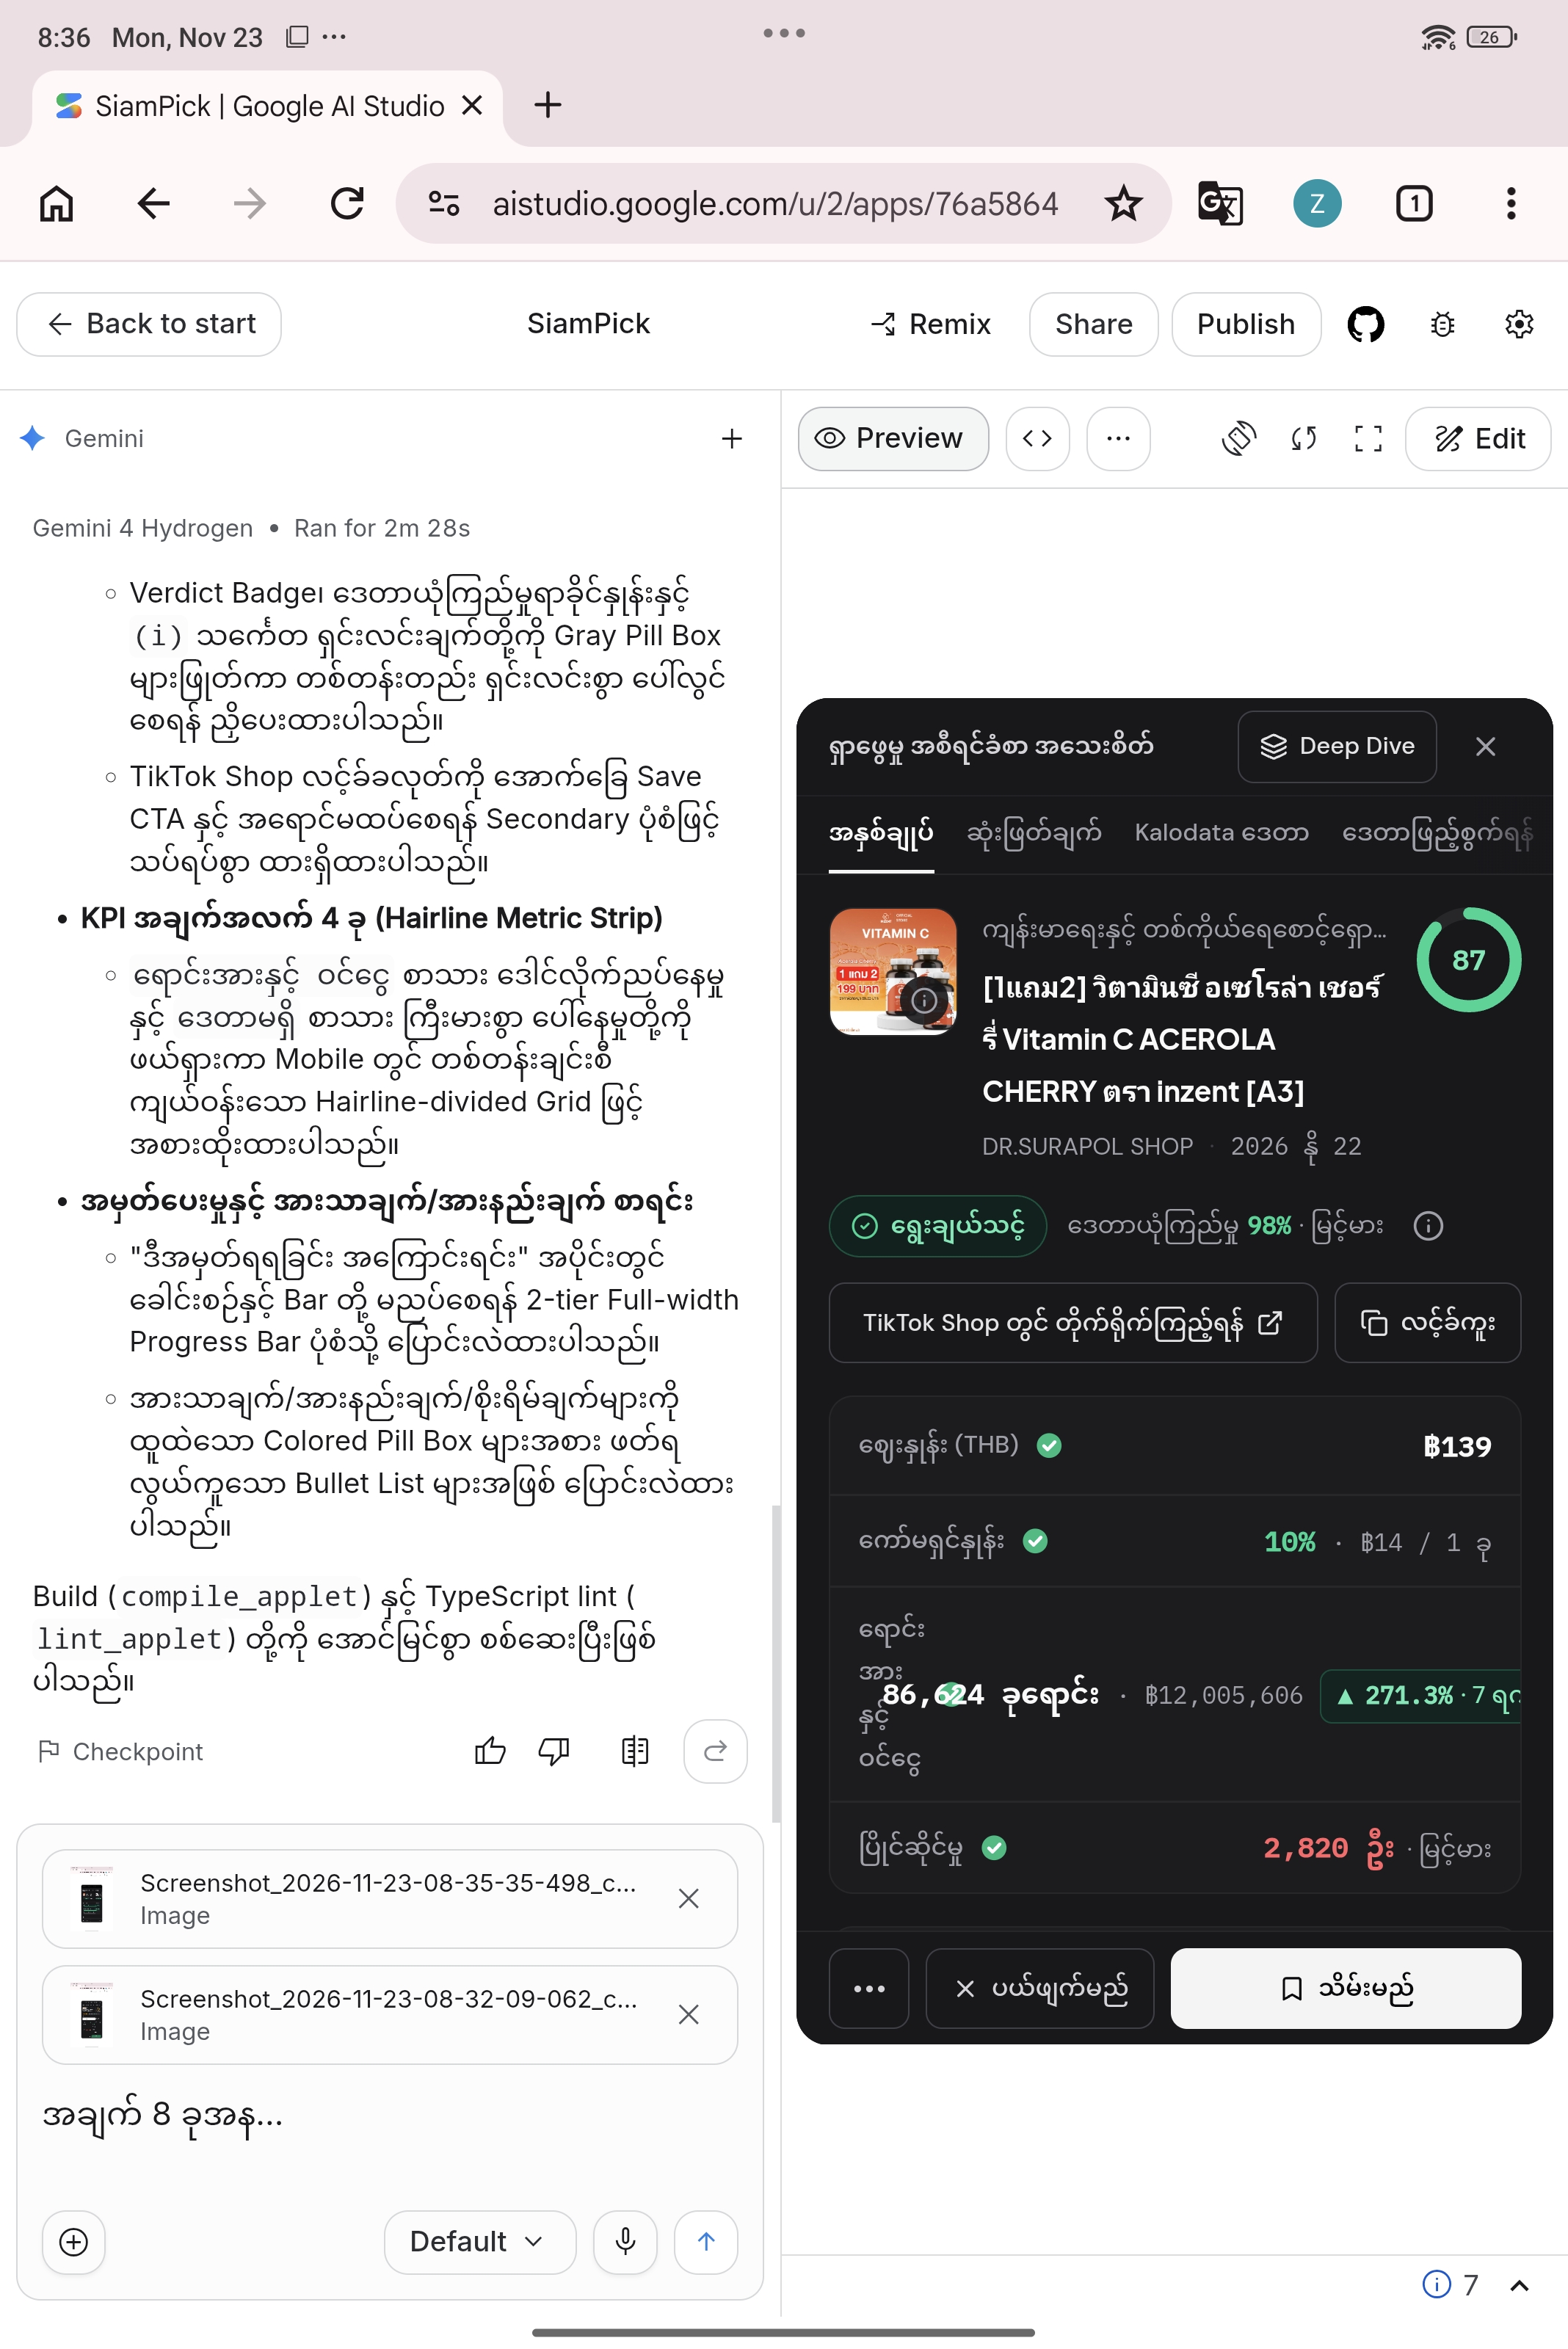 8:36 Mon, Nov 23 ...
26
SiamPick | Google AI Studio
aistudio.google.com/u/2/apps/76a5864
Z
1
Back to start
SiamPick
Remix
Share
Publish
Gemini
Preview
Edit
Gemini 4 Hydrogen • Ran for 2m 28s
Verdict Badge၊ ဒေတာယုံကြည်မှုရာခိုင်နှုန်းနှင့်
(i) သင်္ကေတ ရှင်းလင်းချက်တို့ကို Gray Pill Box
များဖြုတ်ကာ တစ်တန်းတည်း ရှင်းလင်းစွာ ပေါ်လွင်
စေရန် ညှိပေးထားပါသည်။
TikTok Shop လင့်ခ်ခလုတ်ကို အောက်ခြေ Save
CTA နှင့် အရောင်မထပ်စေရန် Secondary ပုံစံဖြင့်
သပ်ရပ်စွာ ထားရှိထားပါသည်။
KPI အချက်အလက် 4 ခု (Hairline Metric Strip)
ရောင်းအားနှင့် ဝင်ငွေ စာသား ဒေါင်လိုက်ညပ်နေမှု
နှင့် ဒေတာမရှိ စာသား ကြီးမားစွာ ပေါ်နေမှုတို့ကို
ဖယ်ရှားကာ Mobile တွင် တစ်တန်းချင်းစီ
ကျယ်ဝန်းသော Hairline-divided Grid ဖြင့်
အစားထိုးထားပါသည်။
အမှတ်ပေးမှုနှင့် အားသာချက်/အားနည်းချက် စာရင်း
"ဒီအမှတ်ရရခြင်း အကြောင်းရင်း" အပိုင်းတွင်
ခေါင်းစဉ်နှင့် Bar တို့ မညပ်စေရန် 2-tier Full-width
Progress Bar ပုံစံသို့ ပြောင်းလဲထားပါသည်။
အားသာချက်/အားနည်းချက်/စိုးရိမ်ချက်များကို
ထူထဲသော Colored Pill Box များအစား ဖတ်ရ
လွယ်ကူသော Bullet List များအဖြစ် ပြောင်းလဲထား
ပါသည်။
Build (compile_applet) နှင့် TypeScript lint (
lint_applet) တို့ကို အောင်မြင်စွာ စစ်ဆေးပြီးဖြစ်
ပါသည်။
Checkpoint
Screenshot_2026-11-23-08-35-35-498_c...
Image
Screenshot_2026-11-23-08-32-09-062_c...
Image
အချက် 8 ခုအန...
Default
ရှာဖွေမှု အစီရင်ခံစာ အသေးစိတ်
Deep Dive
အနှစ်ချုပ်
ဆုံးဖြတ်ချက်
Kalodata ဒေတာ
ဒေတာဖြည့်စွက်ရန်
VITAMIN C
1 แถม 2
199 บาท
ကျန်းမာရေးနှင့် တစ်ကိုယ်ရေစောင့်ရှော...
[1แถม2] วิตามินซี อเซโรล่า เชอร์
รี่ Vitamin C ACEROLA
CHERRY ตรา inzent [A3]
87
DR.SURAPOL SHOP · 2026 နို 22
ရွေးချယ်သင့်
ဒေတာယုံကြည်မှု 98% · မြင့်မား
TikTok Shop တွင် တိုက်ရိုက်ကြည့်ရန်
လင့်ခ်ကူး
ဈေးနှုန်း (THB)
฿139
ကော်မရှင်နှုန်း
10% · ฿14 / 1 ခု
ရောင်း
အား
နှင့်
ဝင်ငွေ
86,624 ခုရောင်း · ฿12,005,606
▲ 271.3% · 7
ပြိုင်ဆိုင်မှု
2,820 ဦး · မြင့်မား
ပယ်ဖျက်မည်
သိမ်းမည်
7